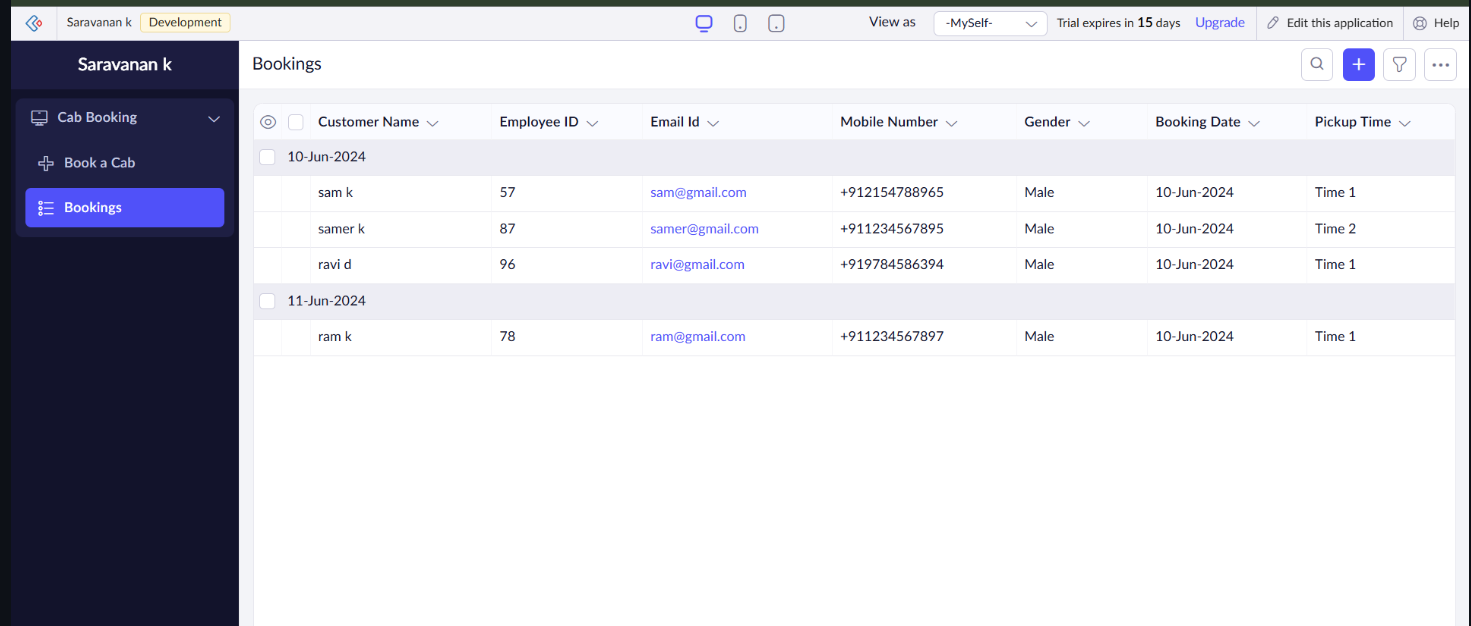 Saravanan k Development View as -MySelf- Trial expires in 15 days Upgrade Edit this application Help
Saravanan k
Cab Booking
Book a Cab
Bookings
Bookings
Customer Name Employee ID Email Id Mobile Number Gender Booking Date Pickup Time
10-Jun-2024
sam k 57 sam@gmail.com +912154788965 Male 10-Jun-2024 Time 1
samer k 87 samer@gmail.com +911234567895 Male 10-Jun-2024 Time 2
ravi d 96 ravi@gmail.com +919784586394 Male 10-Jun-2024 Time 1
11-Jun-2024
ram k 78 ram@gmail.com +911234567897 Male 10-Jun-2024 Time 1